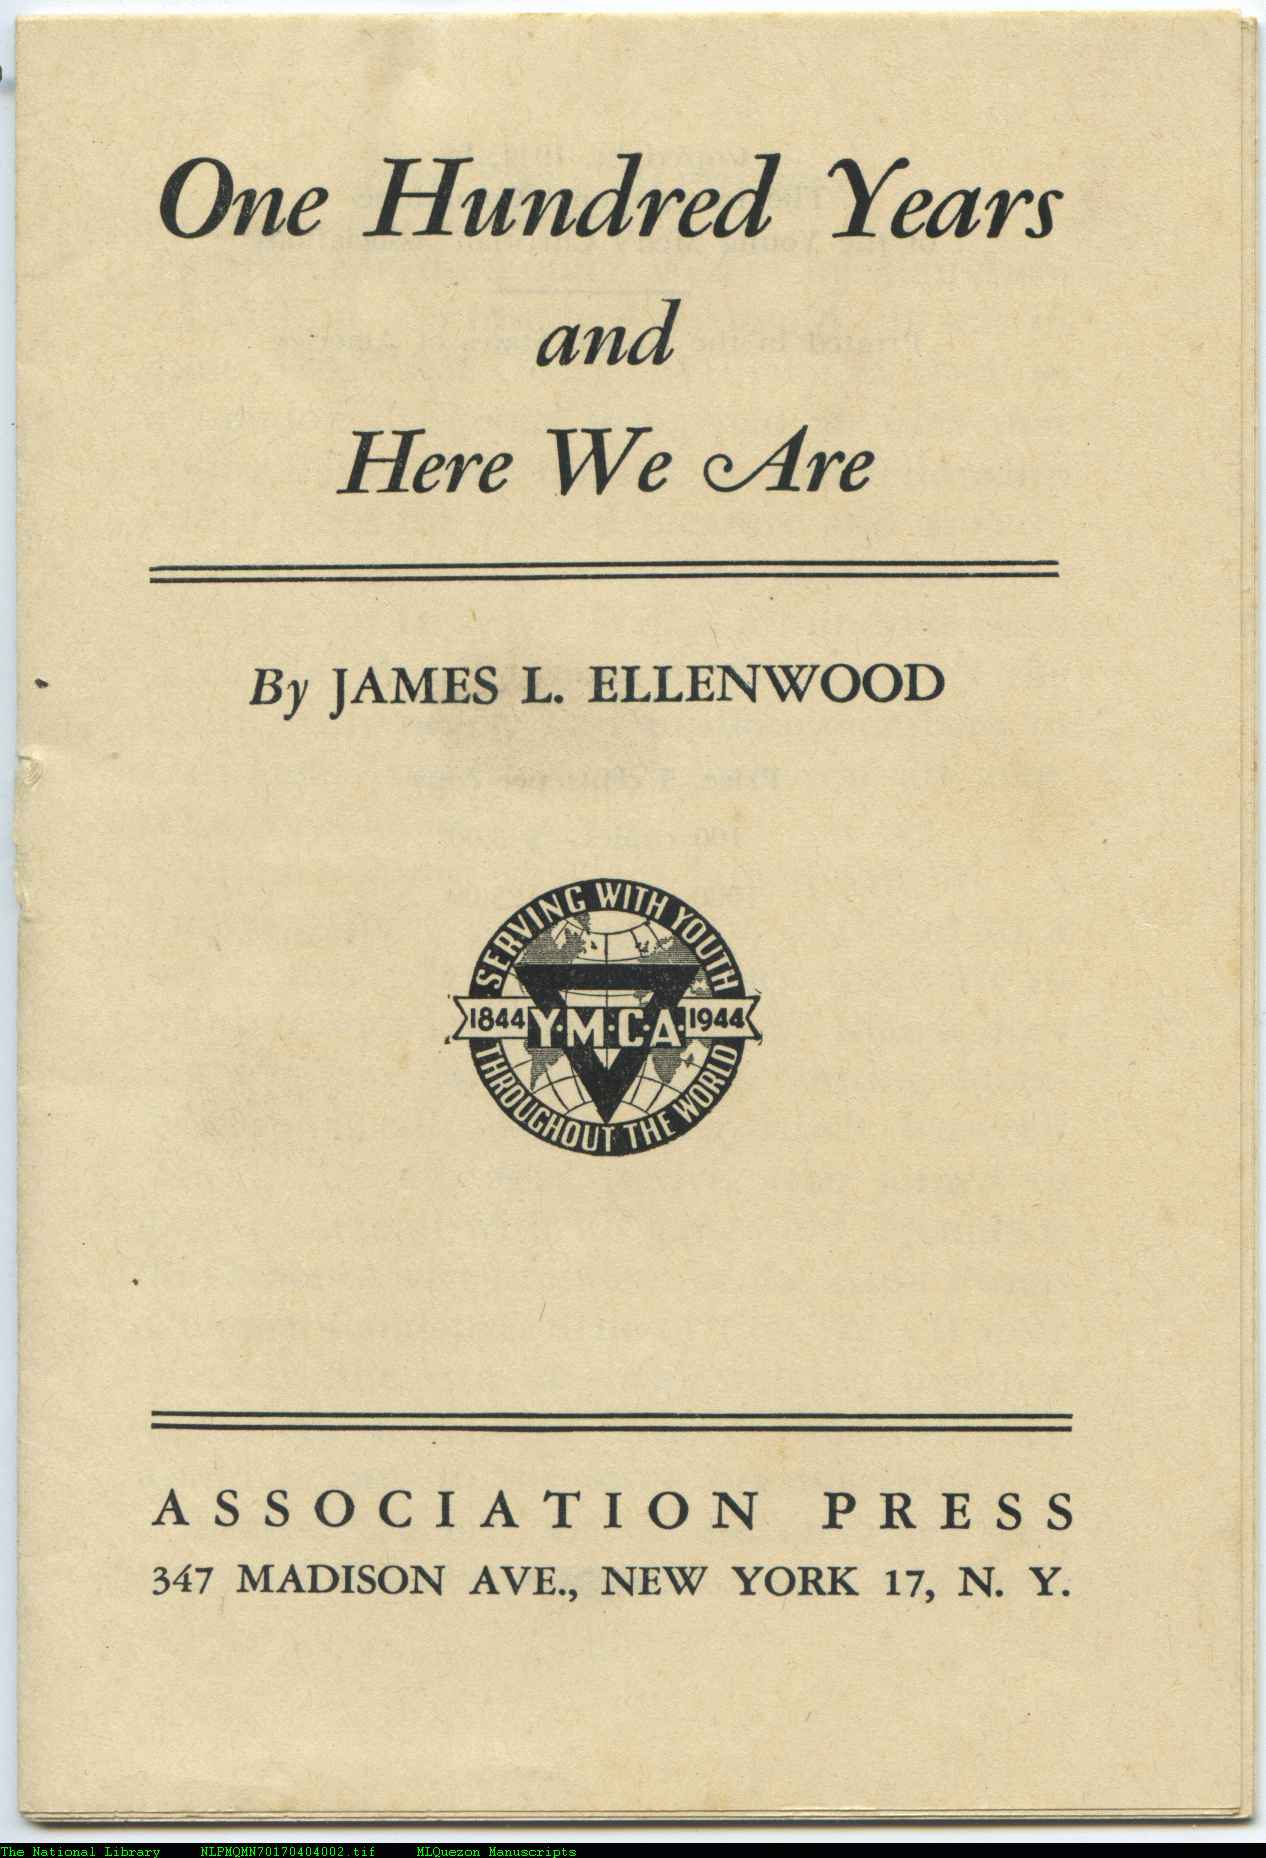 One Hundred Years
and
Here We Are
By JAMES L. ELLENWOOD
SERVING WITH YOUTH
1844 Y·M·C·A· 1944
THROUGHOUT THE WORLD
ASSOCIATION PRESS
347 MADISON AVE., NEW YORK 17, N. Y.
The National Library NLPMQMN70170404002.tif MLQuezon Manuscripts